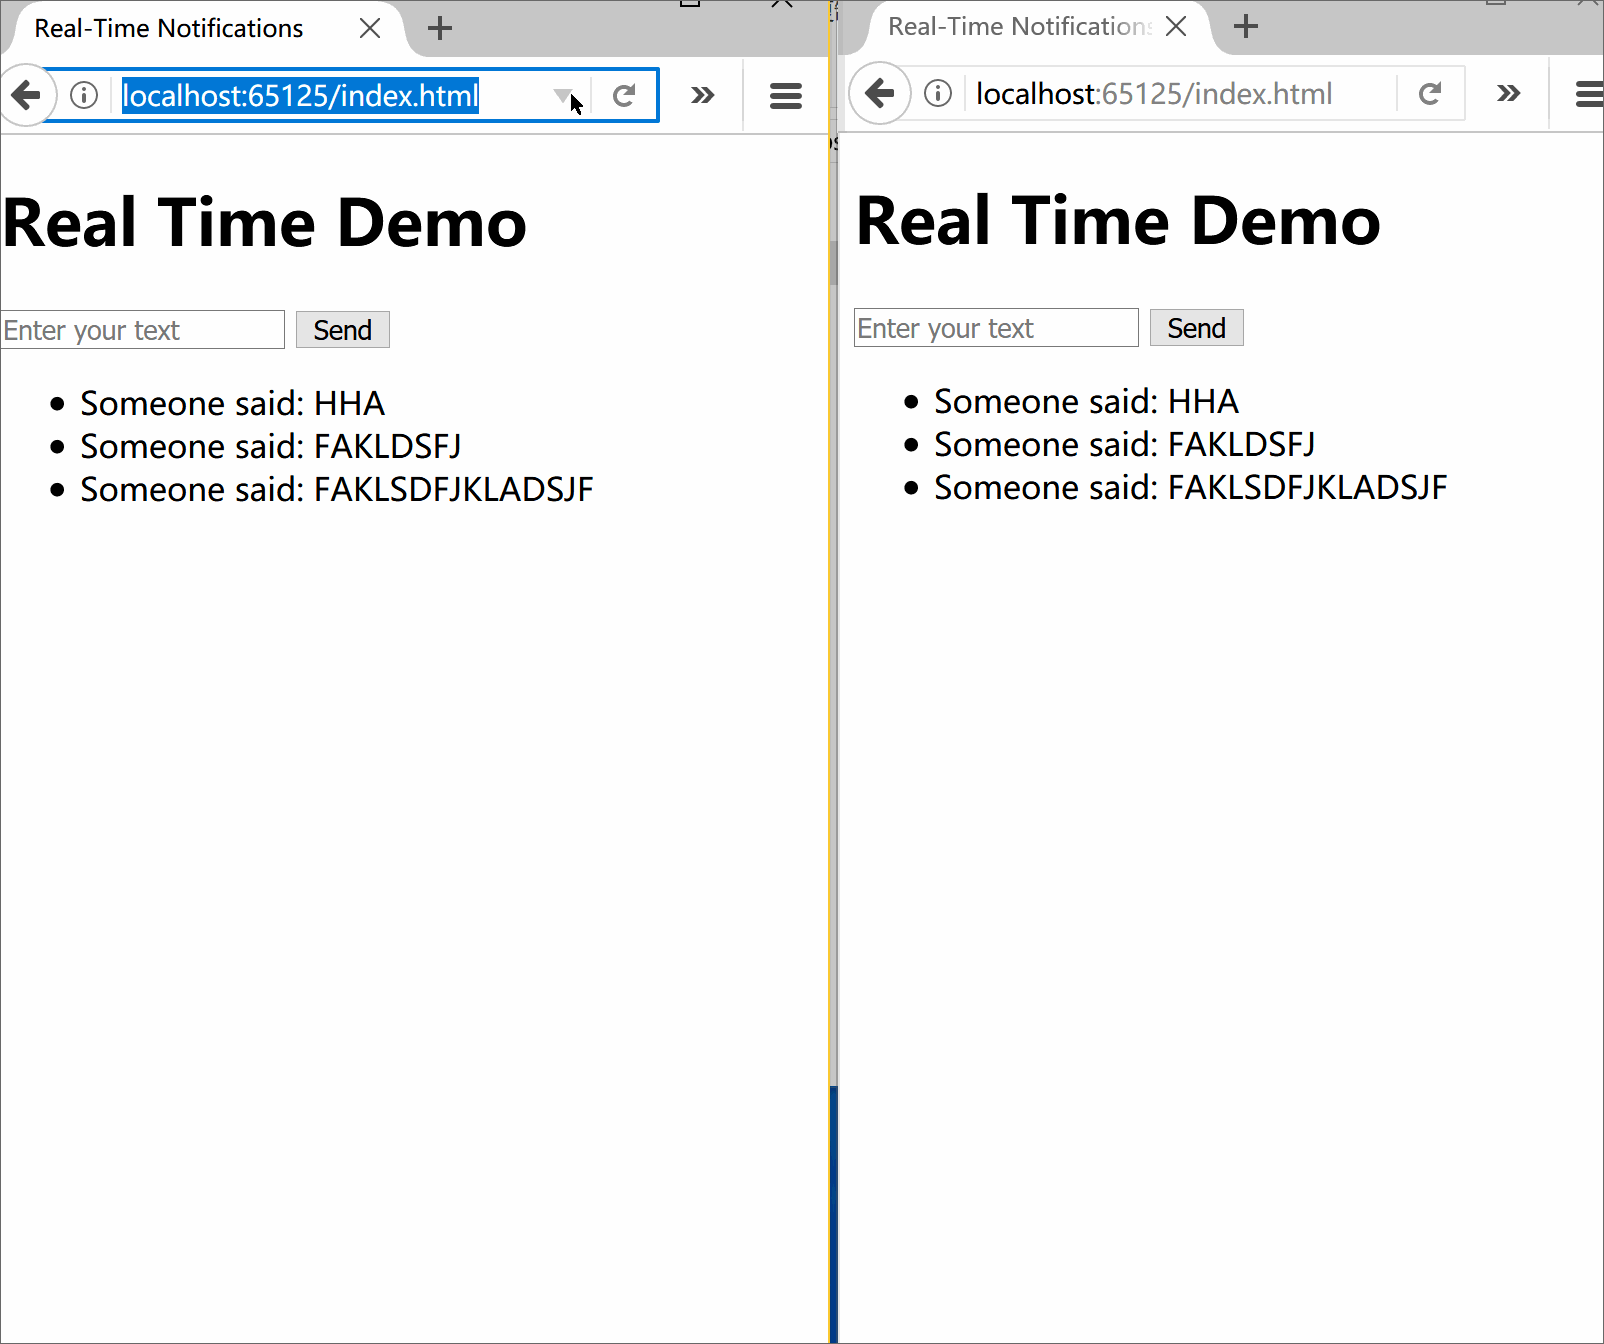 Real-Time Notifications
localhost:65125/index.html
Real Time Demo
Enter your text
Send
Someone said: HHA
Someone said: FAKLDSFJ
Someone said: FAKLSDFJKLADSJF
Real-Time Notifications
localhost:65125/index.html
Real Time Demo
Enter your text
Send
Someone said: HHA
Someone said: FAKLDSFJ
Someone said: FAKLSDFJKLADSJF